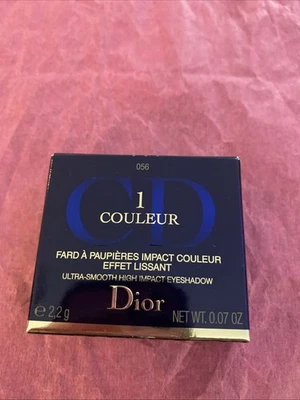 056
CD
1
COULEUR
FARD À PAUPIÈRES IMPACT COULEUR
EFFET LISSANT
ULTRA-SMOOTH HIGH IMPACT EYESHADOW
Dior
℮ 2,2 g NET WT. 0.07 OZ